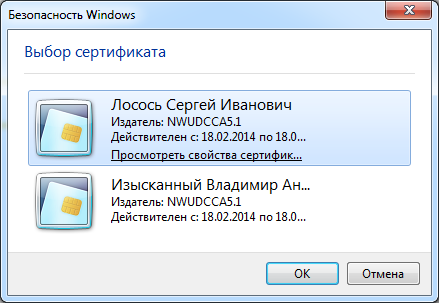 Безопасность Windows
Выбор сертификата
Лосось Сергей Иванович
Издатель: NWUDCCA5.1
Действителен с: 18.02.2014 по 18.0...
Просмотреть свойства сертифик...
Изысканный Владимир Ан...
Издатель: NWUDCCA5.1
Действителен с: 18.02.2014 по 18.0...
ОК
Отмена